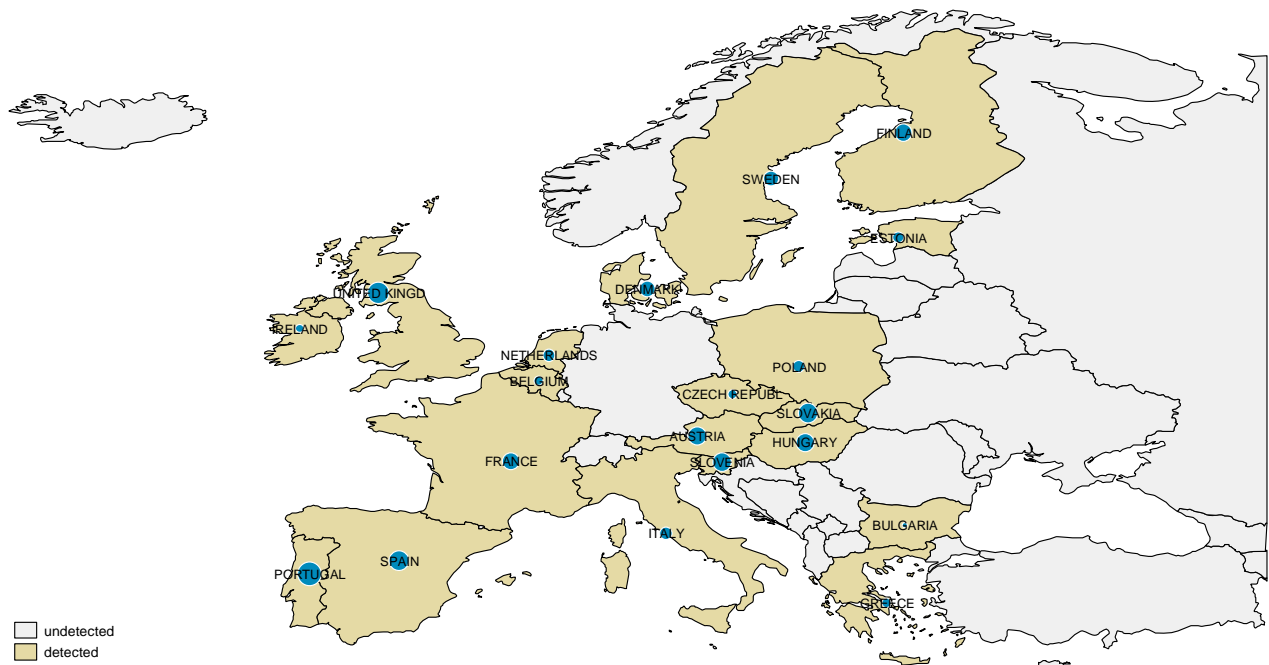 FINLAND
SWEDEN
ESTONIA
DENMARK
UNITED KINGD
IRELAND
NETHERLANDS
POLAND
BELGIUM
CZECH REPUBL
SLOVAKIA
AUSTRIA
HUNGARY
FRANCE
SLOVENIA
BULGARIA
ITALY
SPAIN
PORTUGAL
GREECE
undetected
detected